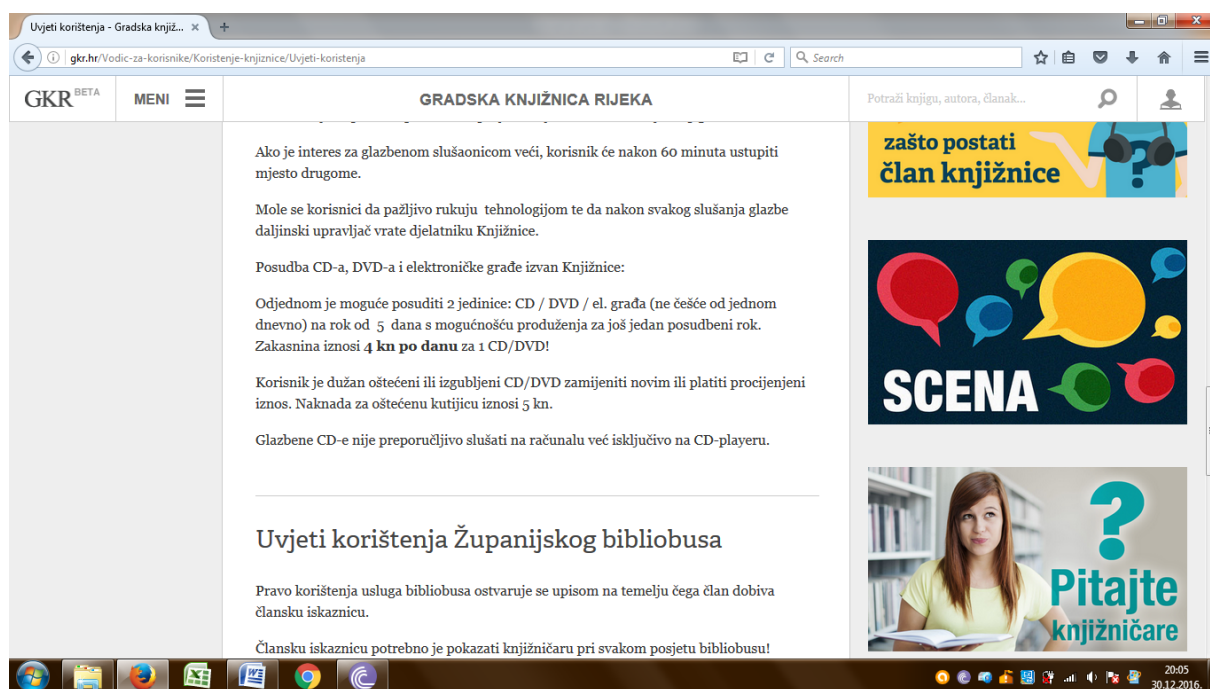 Uvjeti korištenja - Gradska knjiž...
gkr.hr/Vodic-za-korisnike/Koristenje-knjiznice/Uvjeti-koristenja
Search
GKR BETA
MENI
GRADSKA KNJIŽNICA RIJEKA
Potraži knjigu, autora, članak...
Ako je interes za glazbenom slušaonicom veći, korisnik će nakon 60 minuta ustupiti
mjesto drugome.
Mole se korisnici da pažljivo rukuju  tehnologijom te da nakon svakog slušanja glazbe
daljinski upravljač vrate djelatniku Knjižnice.
Posudba CD-a, DVD-a i elektroničke građe izvan Knjižnice:
Odjednom je moguće posuditi 2 jedinice: CD / DVD / el. građa (ne češće od jednom
dnevno) na rok od  5  dana s mogućnošću produženja za još jedan posudbeni rok.
Zakasnina iznosi 4 kn po danu za 1 CD/DVD!
Korisnik je dužan oštećeni ili izgubljeni CD/DVD zamijeniti novim ili platiti procijenjeni
iznos. Naknada za oštećenu kutijicu iznosi 5 kn.
Glazbene CD-e nije preporučljivo slušati na računalu već isključivo na CD-playeru.
Uvjeti korištenja Županijskog bibliobusa
Pravo korištenja usluga bibliobusa ostvaruje se upisom na temelju čega član dobiva
člansku iskaznicu.
Člansku iskaznicu potrebno je pokazati knjižničaru pri svakom posjetu bibliobusu!
zašto postati
član knjižnice
?
SCENA
?
Pitajte
knjižničare
20:05
30.12.2016.